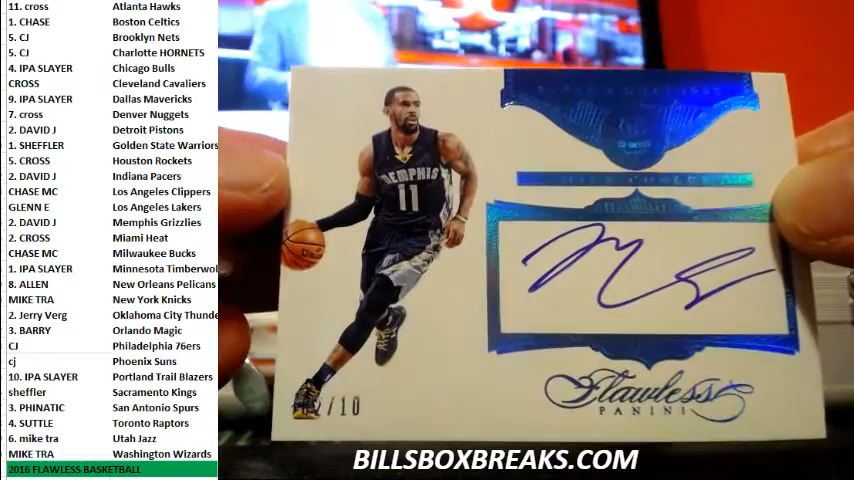 11. cross Atlanta Hawks
1. CHASE Boston Celtics
5. CJ Brooklyn Nets
5. CJ Charlotte HORNETS
4. IPA SLAYER Chicago Bulls
CROSS Cleveland Cavaliers
9. IPA SLAYER Dallas Mavericks
7. cross Denver Nuggets
2. DAVID J Detroit Pistons
1. SHEFFLER Golden State Warriors
5. CROSS Houston Rockets
2. DAVID J Indiana Pacers
CHASE MC Los Angeles Clippers
GLENN E Los Angeles Lakers
2. DAVID J Memphis Grizzlies
2. CROSS Miami Heat
CHASE MC Milwaukee Bucks
1. IPA SLAYER Minnesota Timberwol
8. ALLEN New Orleans Pelicans
MIKE TRA New York Knicks
2. Jerry Verg Oklahoma City Thunde
3. BARRY Orlando Magic
CJ Philadelphia 76ers
cj Phoenix Suns
10. IPA SLAYER Portland Trail Blazers
sheffler Sacramento Kings
3. PHINATIC San Antonio Spurs
4. SUTTLE Toronto Raptors
6. mike tra Utah Jazz
MIKE TRA Washington Wizards
2016 FLAWLESS BASKETBALL
MEMPHIS
11
/10
Flawless
PANINI
BILLSBOXBREAKS.COM